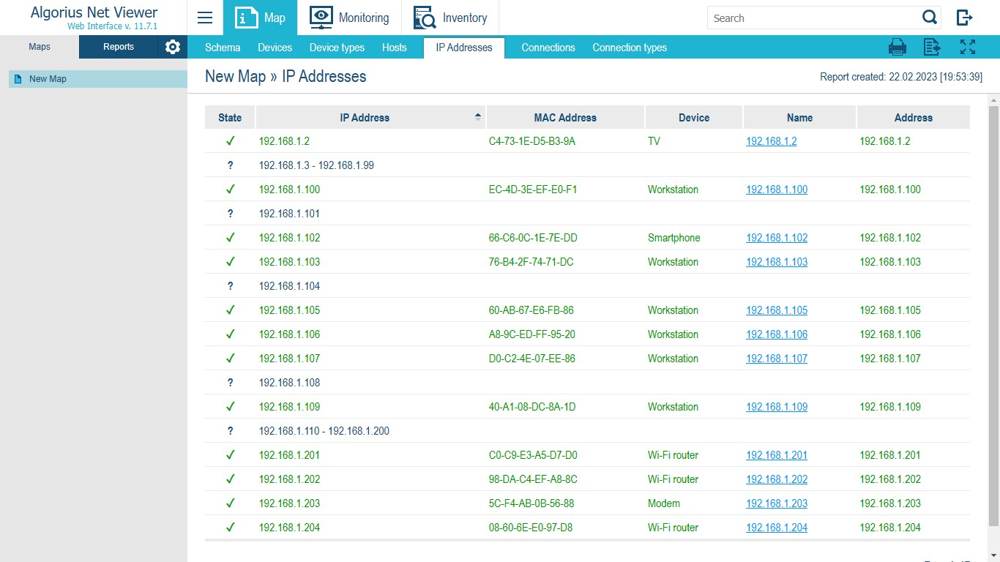 Algorius Net Viewer
Web Interface v. 11.7.1
Map
Monitoring
Inventory
Search
Maps
Reports
Schema
Devices
Device types
Hosts
IP Addresses
Connections
Connection types
New Map
New Map » IP Addresses
Report created: 22.02.2023 [19:53:39]
State IP Address MAC Address Device Name Address
✓ 192.168.1.2 C4-73-1E-D5-B3-9A TV 192.168.1.2 192.168.1.2
? 192.168.1.3 - 192.168.1.99
✓ 192.168.1.100 EC-4D-3E-EF-E0-F1 Workstation 192.168.1.100 192.168.1.100
? 192.168.1.101
✓ 192.168.1.102 66-C6-0C-1E-7E-DD Smartphone 192.168.1.102 192.168.1.102
✓ 192.168.1.103 76-B4-2F-74-71-DC Workstation 192.168.1.103 192.168.1.103
? 192.168.1.104
✓ 192.168.1.105 60-AB-67-E6-FB-86 Workstation 192.168.1.105 192.168.1.105
✓ 192.168.1.106 A8-9C-ED-FF-95-20 Workstation 192.168.1.106 192.168.1.106
✓ 192.168.1.107 D0-C2-4E-07-EE-86 Workstation 192.168.1.107 192.168.1.107
? 192.168.1.108
✓ 192.168.1.109 40-A1-08-DC-8A-1D Workstation 192.168.1.109 192.168.1.109
? 192.168.1.110 - 192.168.1.200
✓ 192.168.1.201 C0-C9-E3-A5-D7-D0 Wi-Fi router 192.168.1.201 192.168.1.201
✓ 192.168.1.202 98-DA-C4-EF-A8-8C Wi-Fi router 192.168.1.202 192.168.1.202
✓ 192.168.1.203 5C-F4-AB-0B-56-88 Modem 192.168.1.203 192.168.1.203
✓ 192.168.1.204 08-60-6E-E0-97-D8 Wi-Fi router 192.168.1.204 192.168.1.204